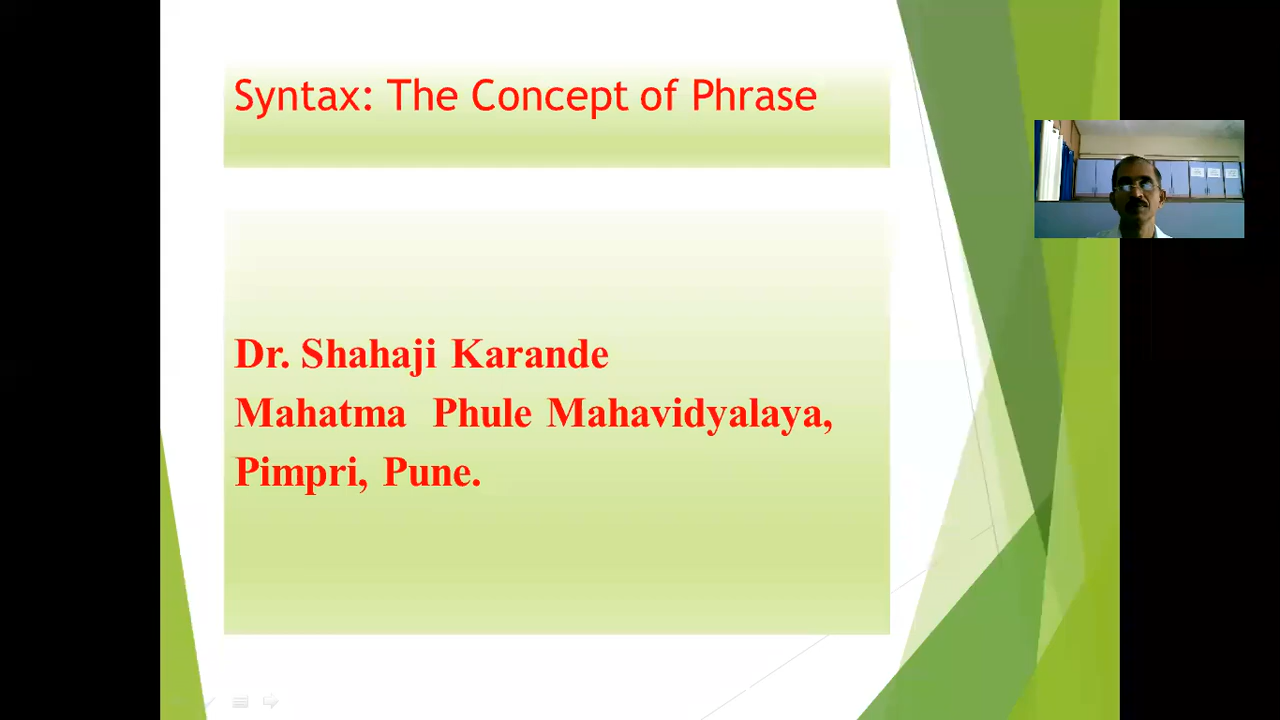 Syntax: The Concept of Phrase
Dr. Shahaji Karande
Mahatma Phule Mahavidyalaya,
Pimpri, Pune.